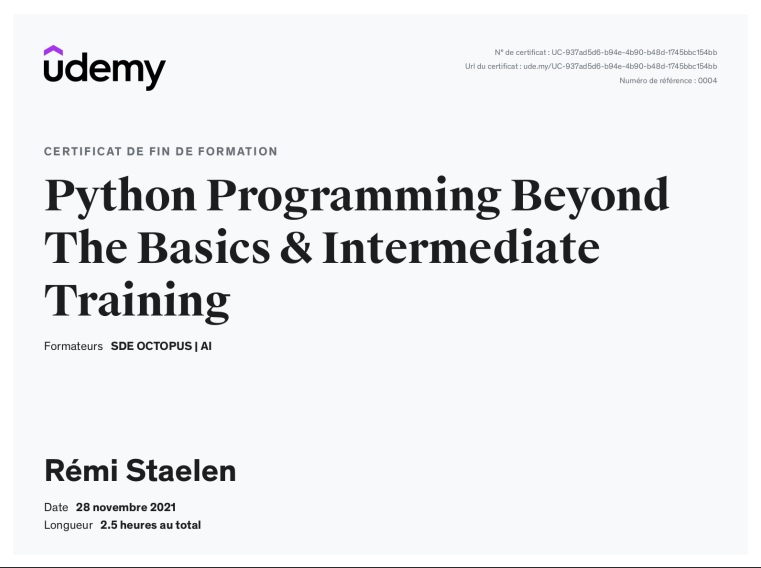 udemy
N° de certificat : UC-937ad5d6-b94e-4b90-b48d-1745bbc154bb
Url du certificat : ude.my/UC-937ad5d6-b94e-4b90-b48d-1745bbc154bb
Numéro de référence : 0004
CERTIFICAT DE FIN DE FORMATION
Python Programming Beyond
The Basics & Intermediate
Training
Formateurs SDE OCTOPUS | AI
Rémi Staelen
Date 28 novembre 2021
Longueur 2.5 heures au total